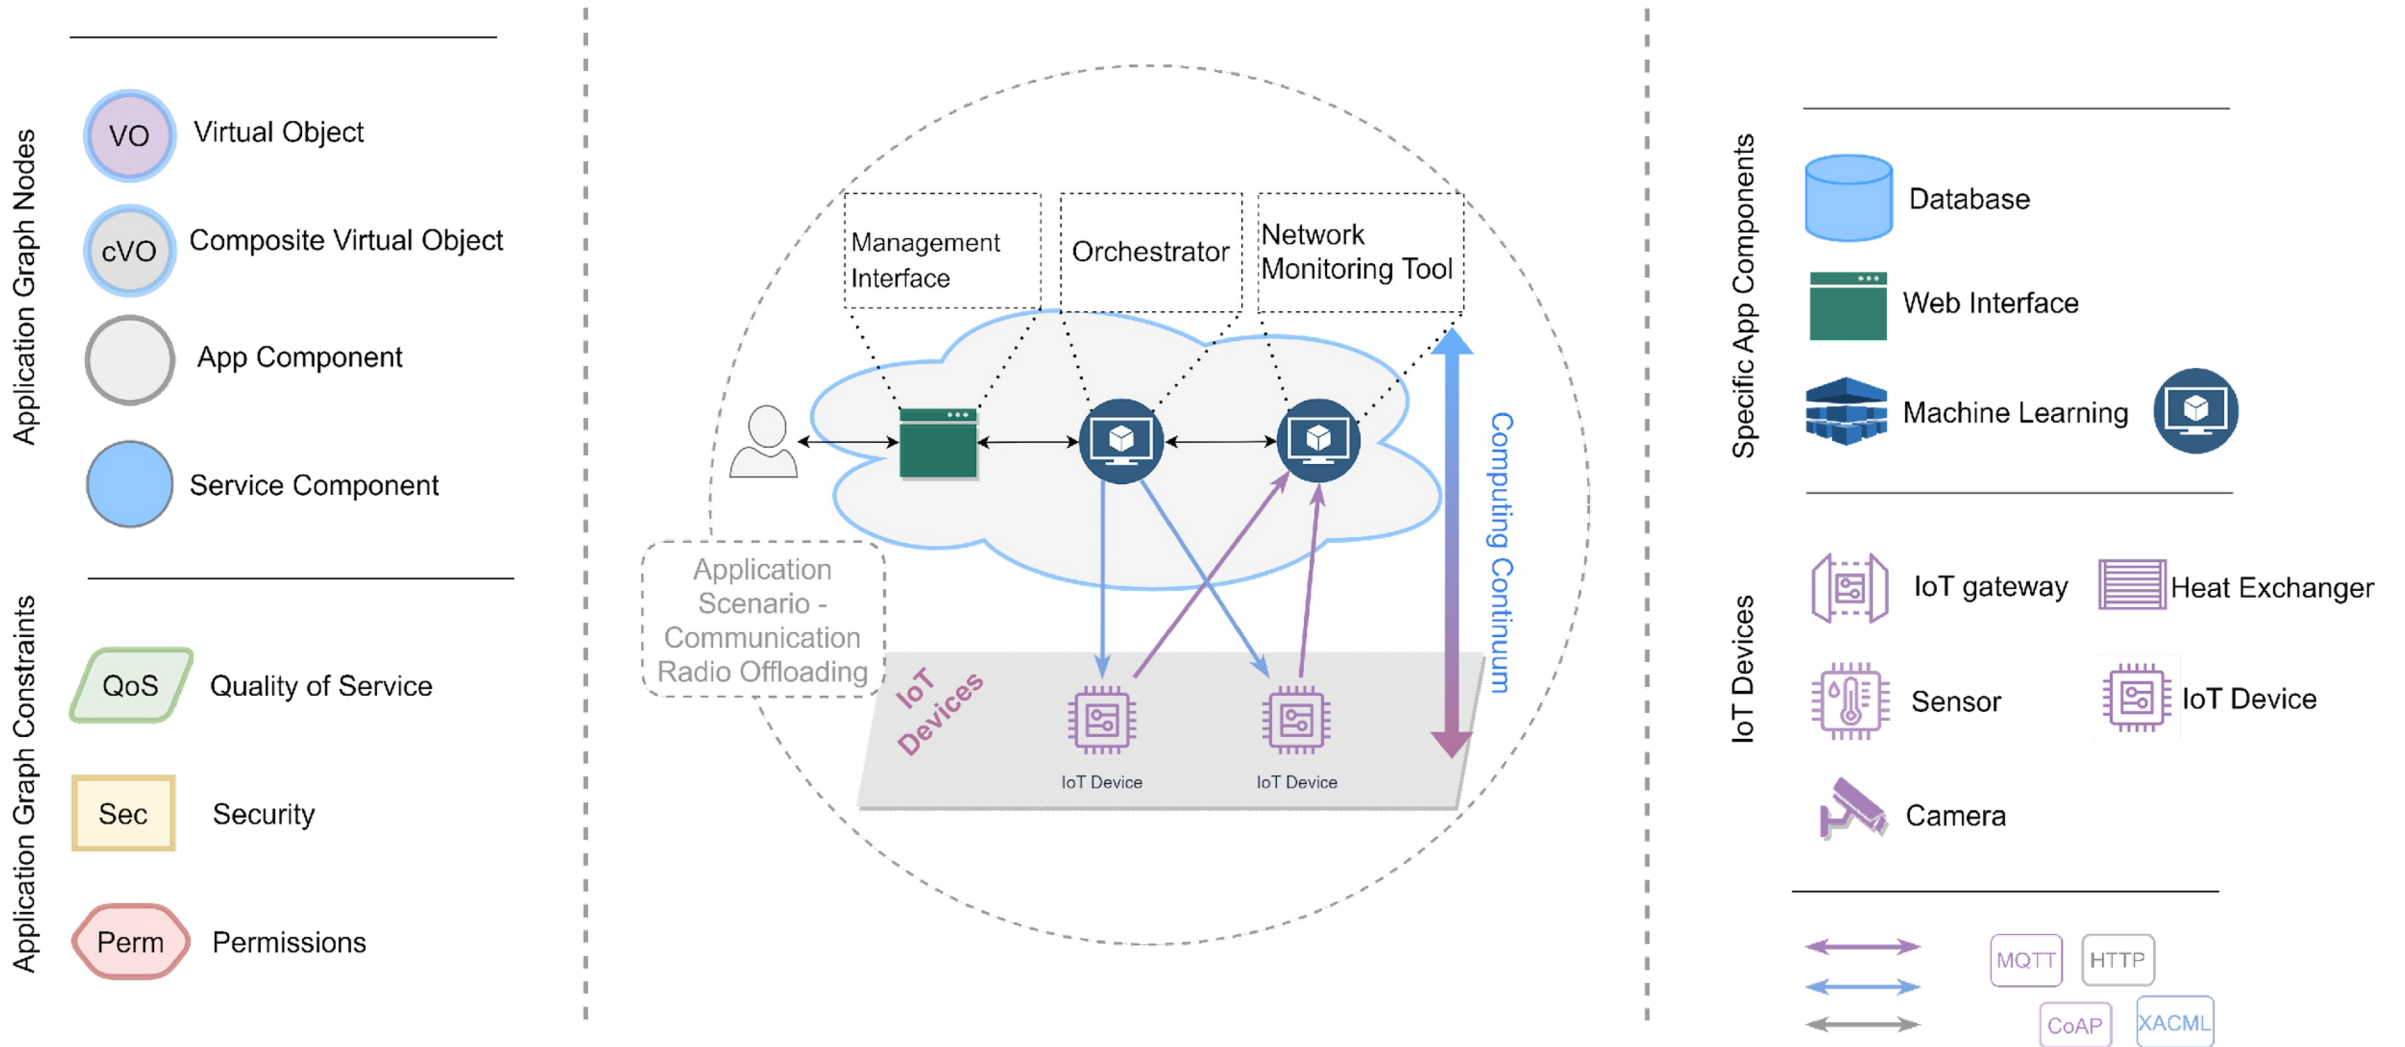 Application Graph Nodes
VO
Virtual Object
cVO
Composite Virtual Object
App Component
Service Component
Application Graph Constraints
QoS
Quality of Service
Sec
Security
Perm
Permissions
Management
Interface
Orchestrator
Network
Monitoring Tool
Computing Continuum
Application
Scenario -
Communication
Radio Offloading
IoT
Devices
IoT Device
IoT Device
Specific App Components
Database
Web Interface
Machine Learning
IoT Devices
IoT gateway
Heat Exchanger
Sensor
IoT Device
Camera
MQTT
HTTP
CoAP
XACML